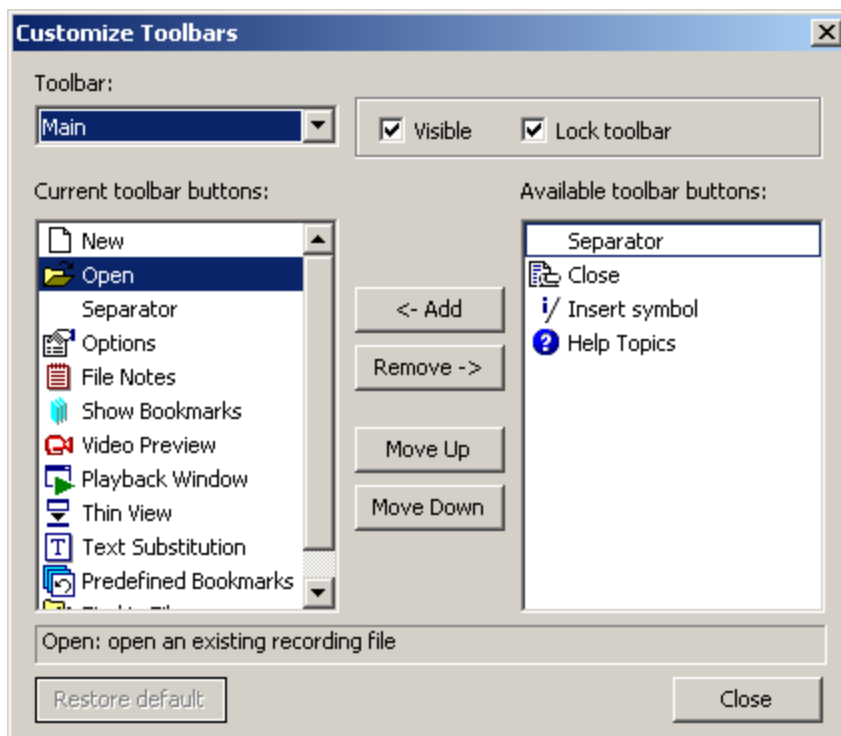 Customize Toolbars
Toolbar:
Main
Visible
Lock toolbar
Current toolbar buttons:
Available toolbar buttons:
New
Open
Separator
Options
File Notes
Show Bookmarks
Video Preview
Playback Window
Thin View
T Text Substitution
Predefined Bookmarks
<- Add
Remove ->
Move Up
Move Down
Separator
Close
i/ Insert symbol
? Help Topics
Open: open an existing recording file
Restore default
Close